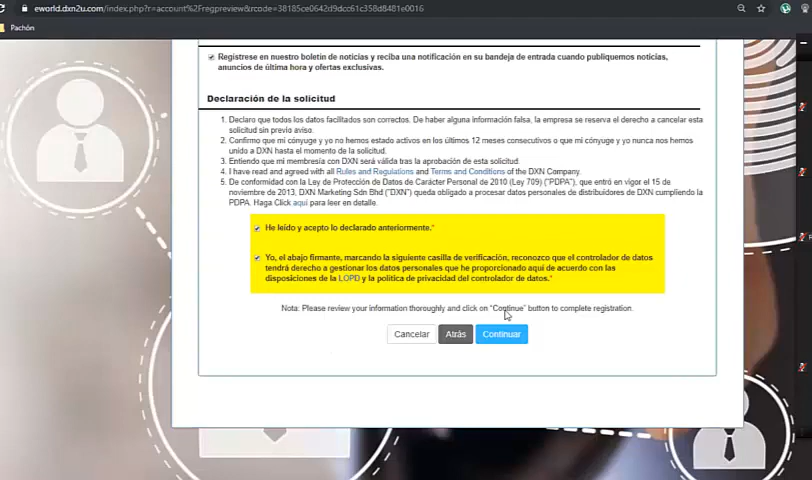 eworld.dxn2u.com/index.php?r=account%2Fregpreview&rcode=38185ce0642d9dcc61c358d8481e0016
Pachón
Regístrese en nuestro boletín de noticias y reciba una notificación en su bandeja de entrada cuando publiquemos noticias,
anuncios de última hora y ofertas exclusivas.
Declaración de la solicitud
1. Declaro que todos los datos facilitados son correctos. De haber alguna información falsa, la empresa se reserva el derecho a cancelar esta
solicitud sin previo aviso.
2. Confirmo que mi cónyuge y yo no hemos estado activos en los últimos 12 meses consecutivos o que mi cónyuge y yo nunca nos hemos
unido a DXN hasta el momento de la solicitud.
3. Entiendo que mi membresía con DXN será válida tras la aprobación de esta solicitud.
4. I have read and agreed with all Rules and Regulations and Terms and Conditions of the DXN Company.
5. De conformidad con la Ley de Protección de Datos de Carácter Personal de 2010 (Ley 709) ("PDPA"), que entró en vigor el 15 de
noviembre de 2013, DXN Marketing Sdn Bhd ("DXN") queda obligado a procesar datos personales de distribuidores de DXN cumpliendo la
PDPA. Haga Click aquí para leer en detalle.
He leído y acepto lo declarado anteriormente.*
Yo, el abajo firmante, marcando la siguiente casilla de verificación, reconozco que el controlador de datos
tendrá derecho a gestionar los datos personales que he proporcionado aquí de acuerdo con las
disposiciones de la LOPD y la política de privacidad del controlador de datos.*
Nota: Please review your information thoroughly and click on "Continue" button to complete registration.
Cancelar Atrás Continuar